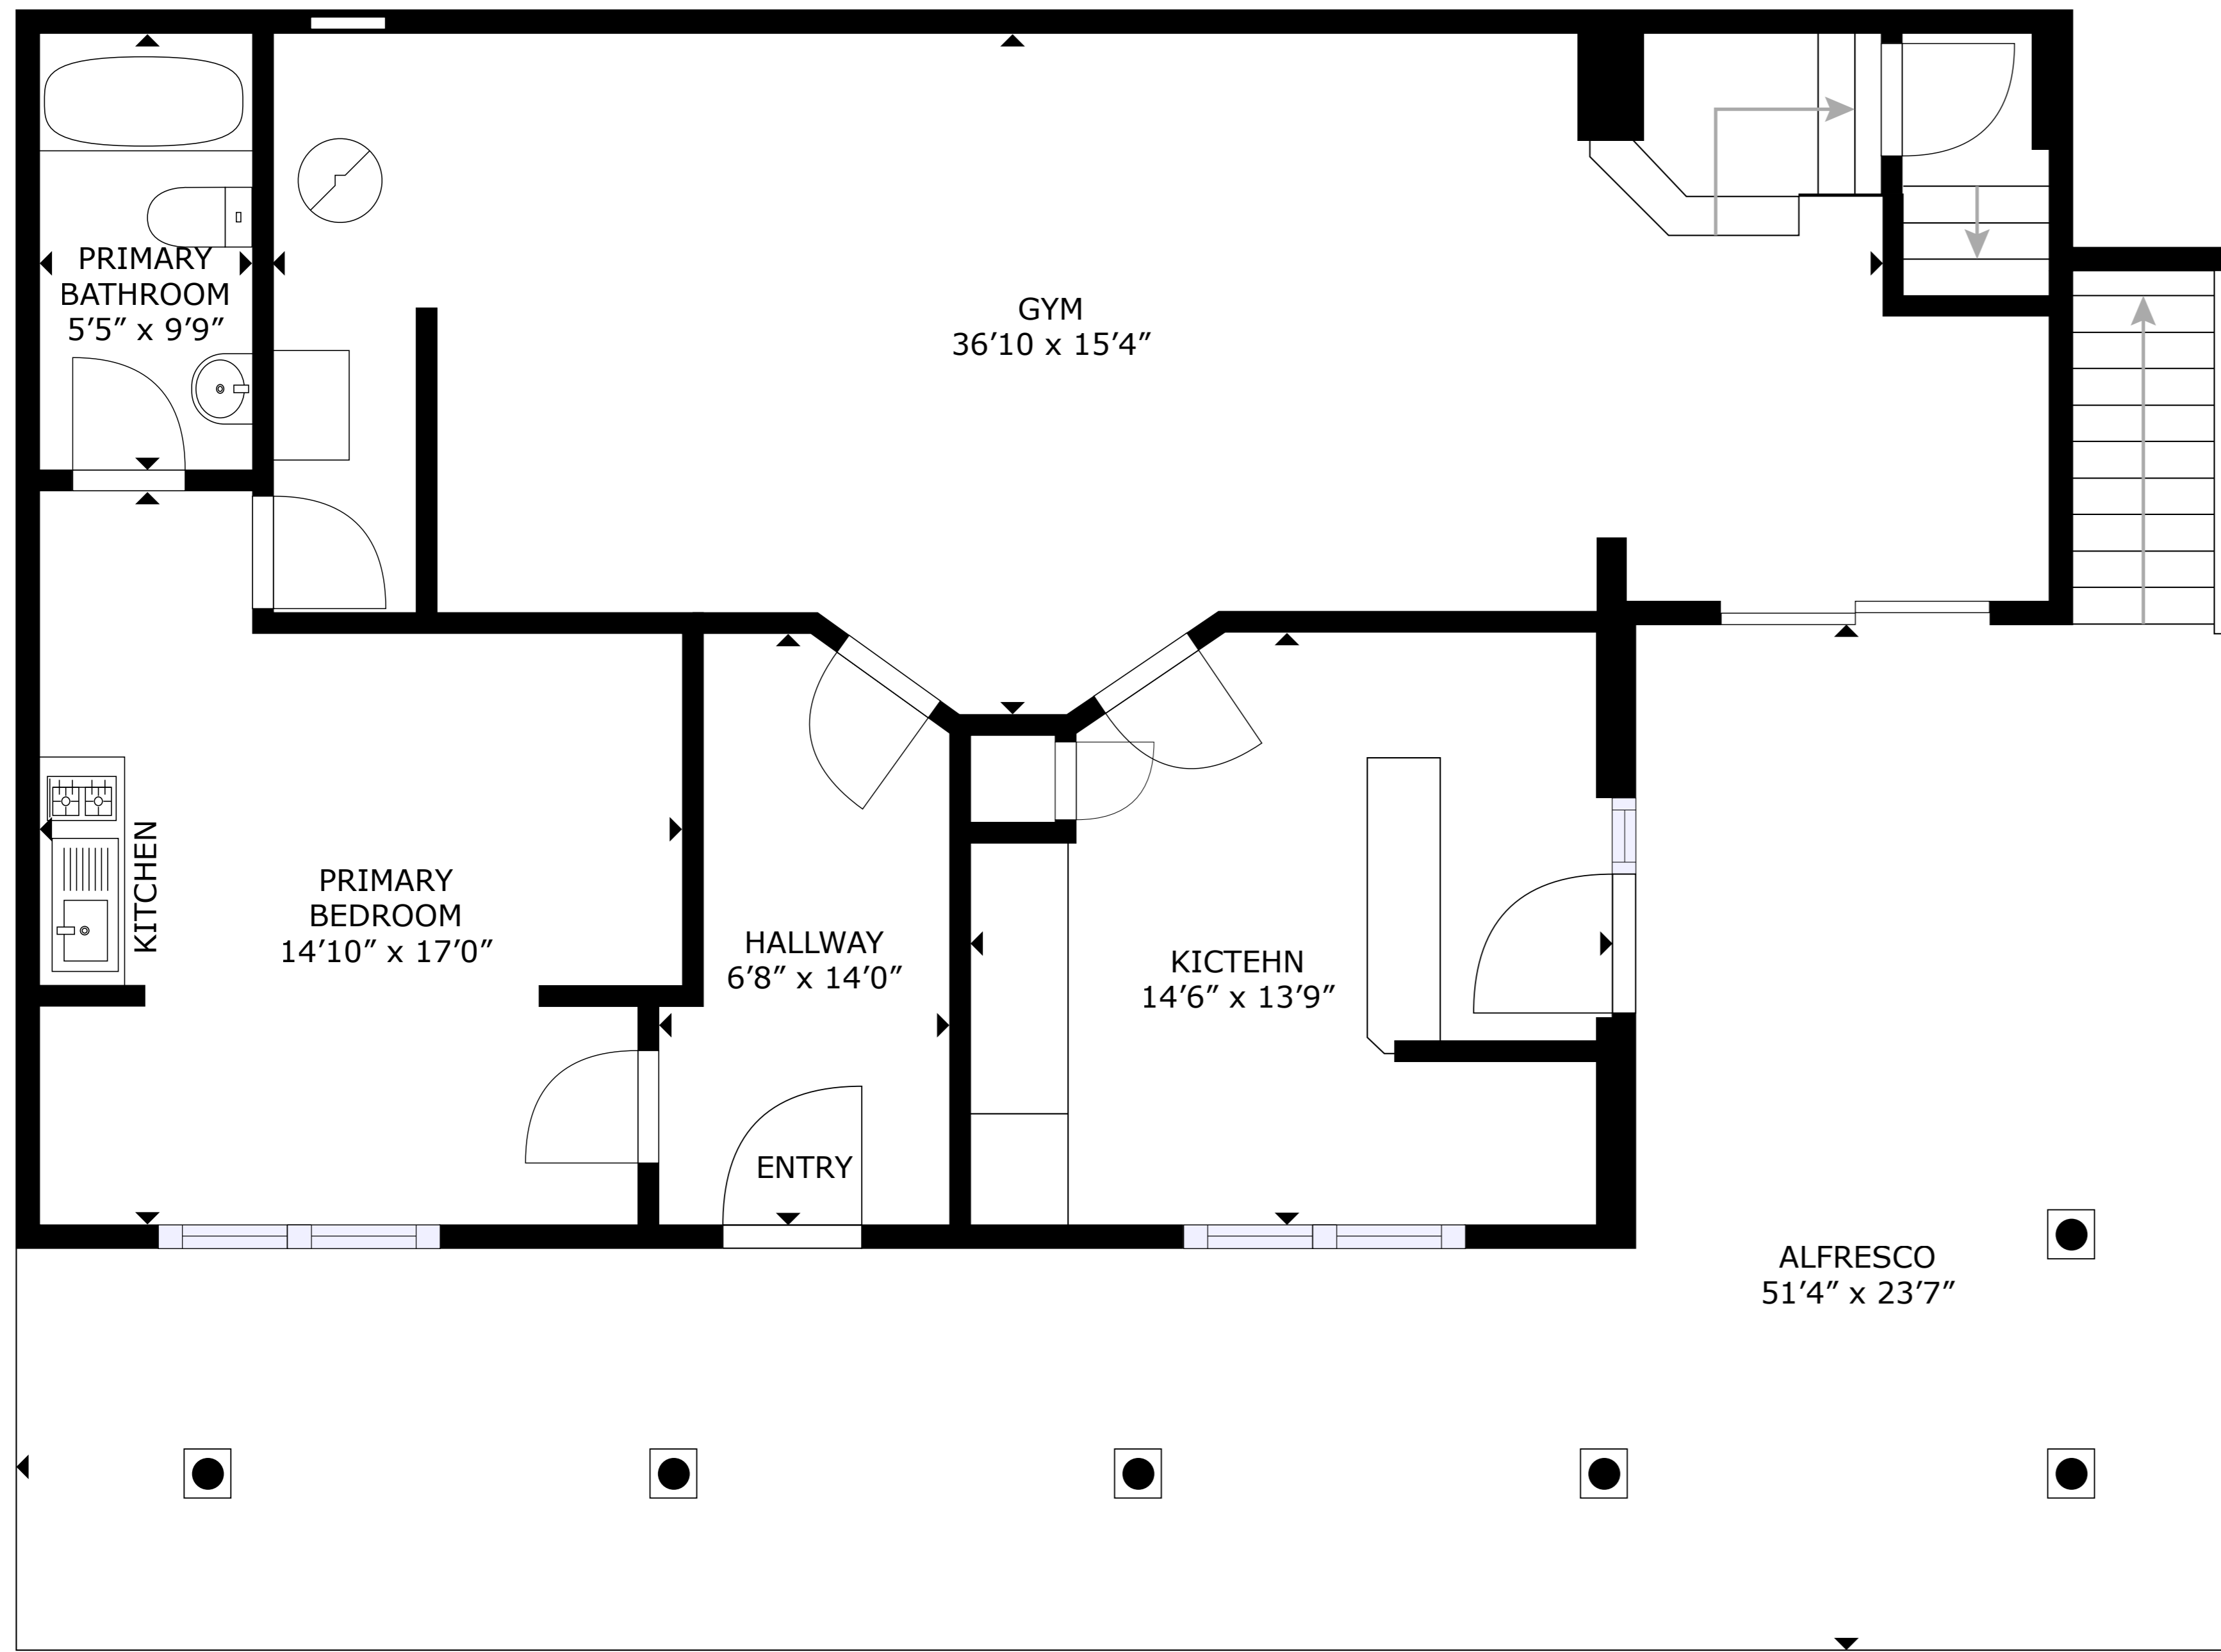 PRIMARY
BATHROOM
5′5″ x 9′9″
GYM
36′10 x 15′4″
KITCHEN
PRIMARY
BEDROOM
14′10″ x 17′0″
HALLWAY
6′8″ x 14′0″
KICTEHN
14′6″ x 13′9″
ENTRY
ALFRESCO
51′4″ x 23′7″